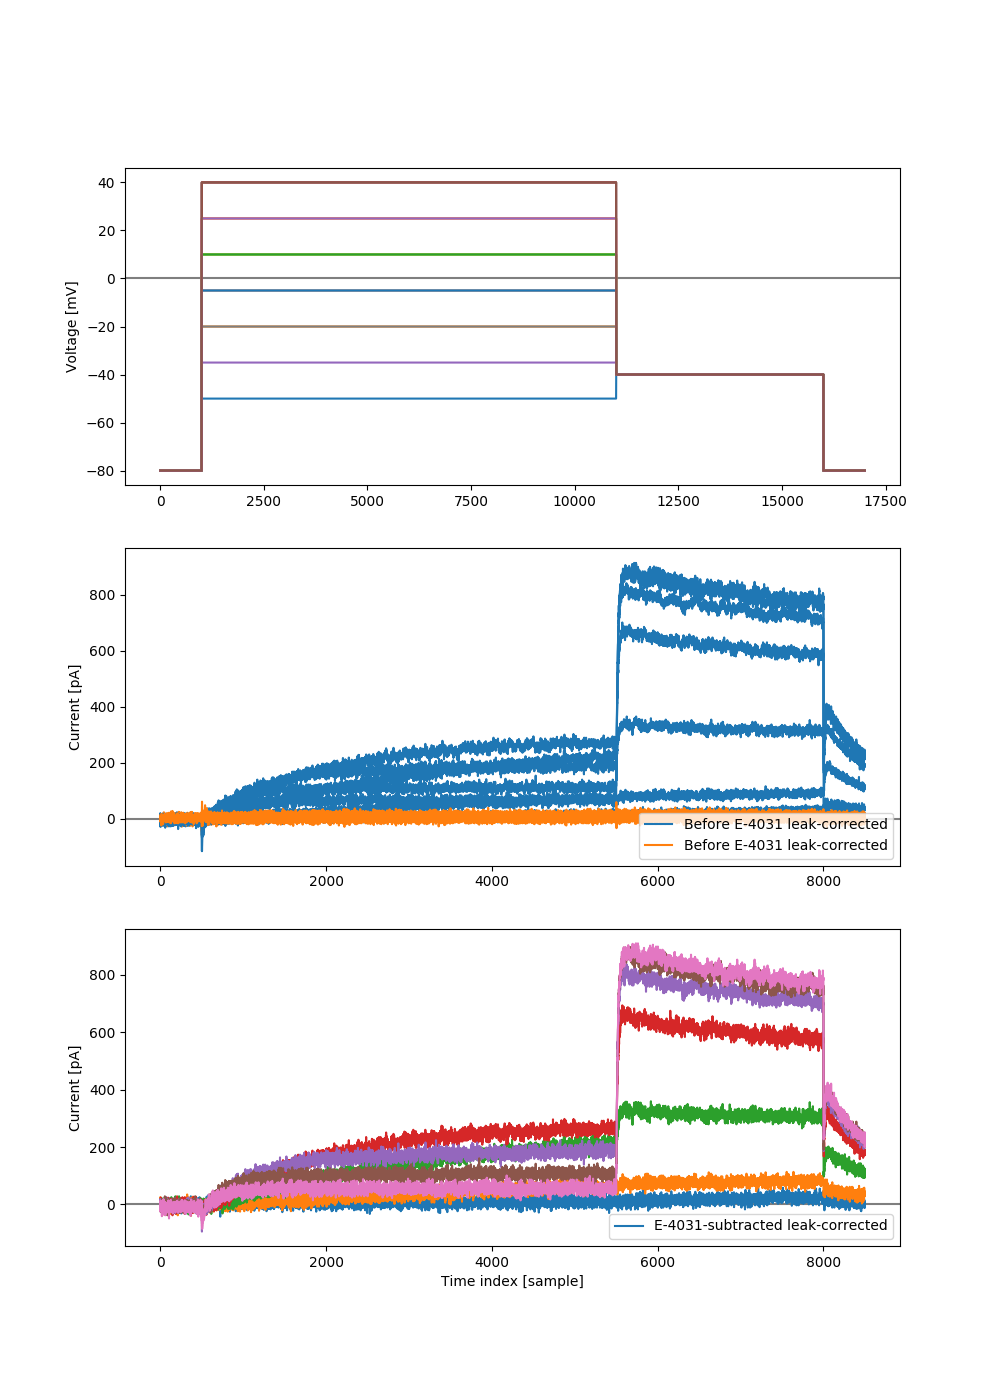 40
20
0
−20
−40
−60
−80
Voltage [mV]
0 2500 5000 7500 10000 12500 15000 17500
800
600
400
200
0
Current [pA]
Before E-4031 leak-corrected
Before E-4031 leak-corrected
0 2000 4000 6000 8000
800
600
400
200
0
Current [pA]
E-4031-subtracted leak-corrected
0 2000 4000 6000 8000
Time index [sample]